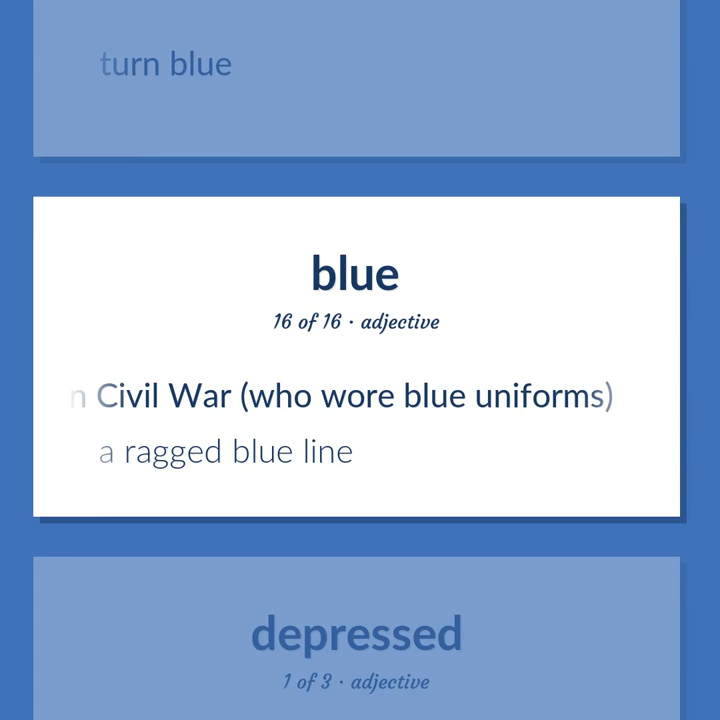 turn blue
blue
16 of 16 · adjective
n Civil War (who wore blue uniforms)
a ragged blue line
depressed
1 of 3 · adjective